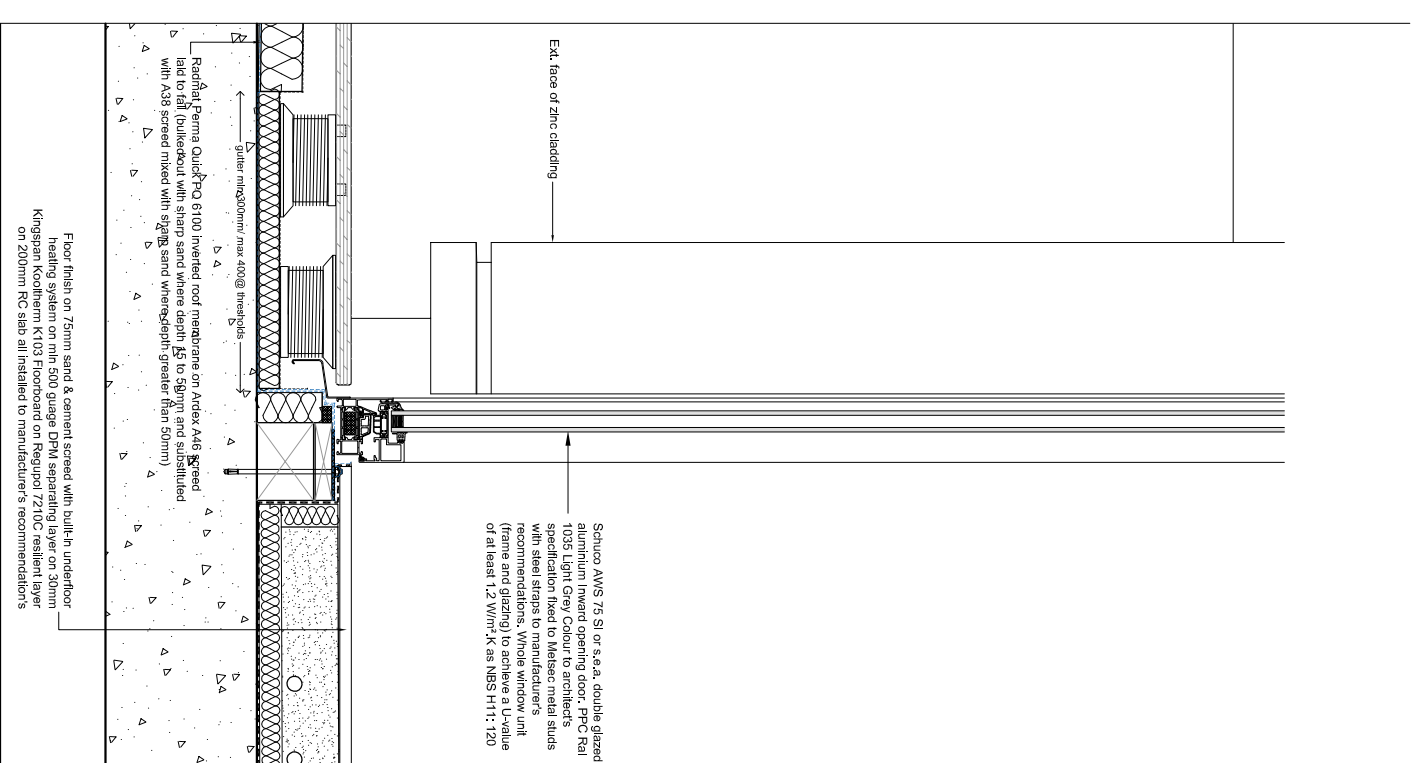 Ext. face of zinc cladding
Schuco AWS 75 SI or s.e.a. double glazed
aluminium inward opening door. PPC Ral
1035 Light Grey Colour to architect's
specification fixed to Metsec metal studs
with steel straps to manufacturer's
recommendations. Whole window unit
(frame and glazing) to achieve a U-value
of at least 1.2 W/m².K as NBS H11: 120
gutter min 300mm/ max 400@ thresholds
Radmat Perma Quick PQ 6100 inverted roof membrane on Ardex A46 screed
laid to fall (bulked out with sharp sand where depth 15 to 50mm and substituted
with A38 screed mixed with sharp sand where depth greater than 50mm)
Floor finish on 75mm sand & cement screed with built-in underfloor
heating system on min 500 guage DPM separating layer on 30mm
Kingspan Kooltherm K103 Floorboard on Regupol 7210C resilient layer
on 200mm RC slab all installed to manufacturer's recommendation's